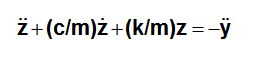 z̈ + (c/m)ż + (k/m)z = −ÿ